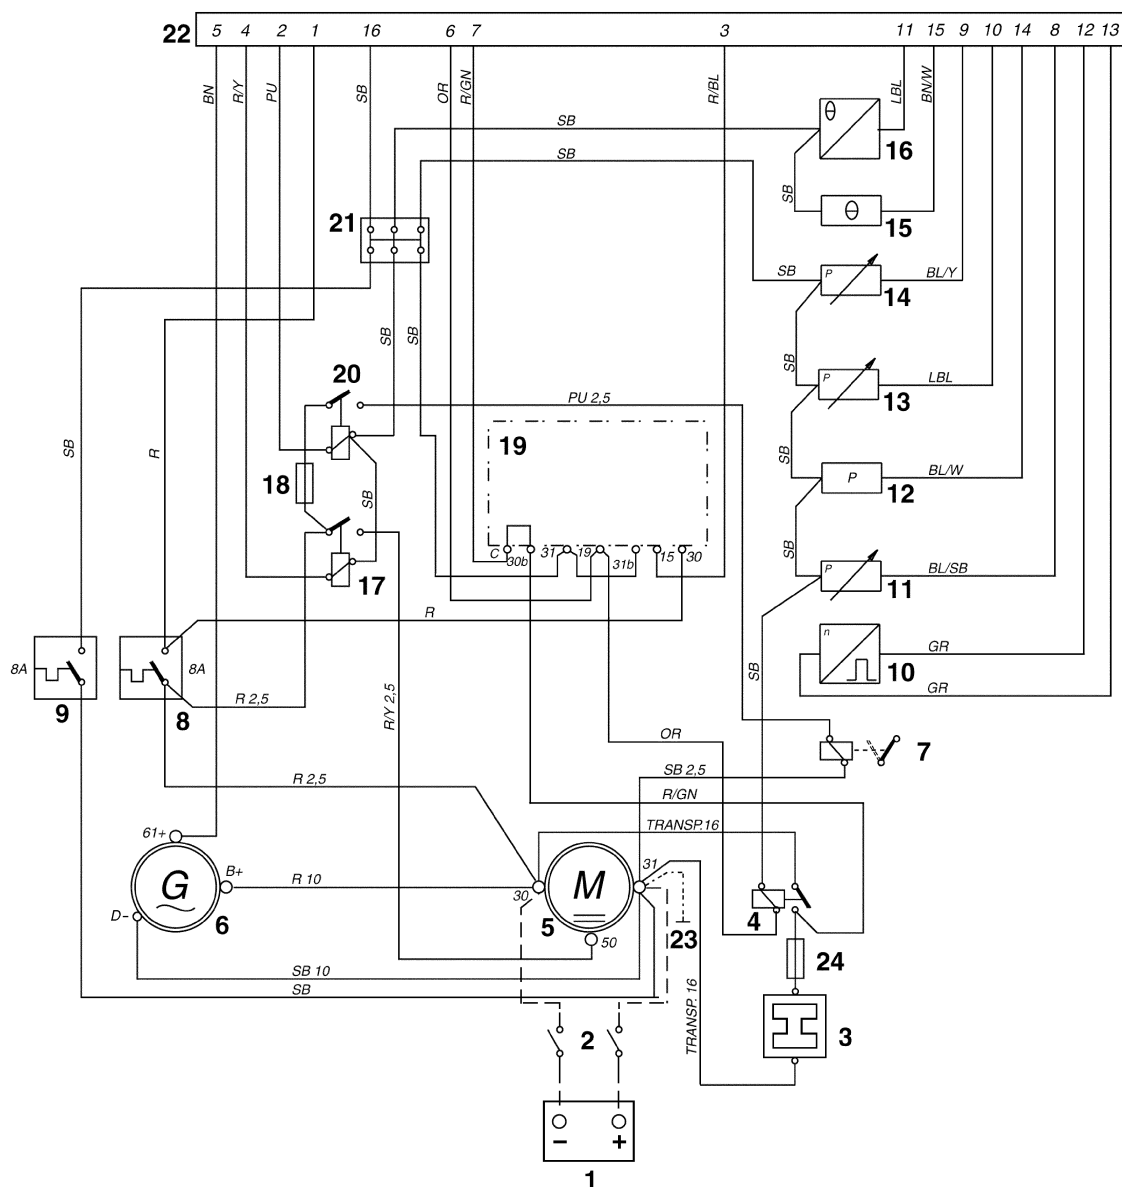 22 5 4 2 1 16 6 7 3 11 15 9 10 14 8 12 13
BN
R/Y
PU
SB
OR
R/GN
R/BL
LBL
BN/W
SB
θ
16
SB
SB
21
θ
15
SB
P
BL/Y
14
SB
SB
SB
20
P
LBL
13
PU 2,5
SB
R
19
SB
18
SB
P
BL/W
12
C
30b
31
19
31b
15
30
SB
17
P
BL/SB
11
R
n
GR
10
GR
8A
8A
SB
9
8
R 2,5
R/Y 2,5
OR
7
SB 2,5
R 2,5
R/GN
TRANSP.16
61+
G
B+
R 10
M
31
30
D-
6
5
4
50
23
24
SB 10
SB
TRANSP. 16
2
3
- +
1